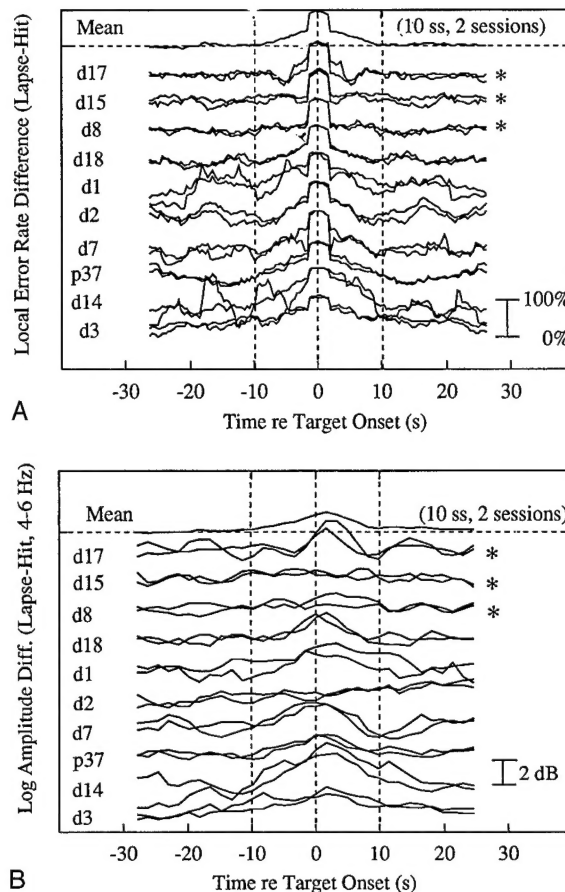 Local Error Rate Difference (Lapse-Hit)
Mean (10 ss, 2 sessions)
d17 *
d15 *
d8 *
d18
d1
d2
d7
p37
d14 100%
d3 0%
-30 -20 -10 0 10 20 30
A
Time re Target Onset (s)
Log Amplitude Diff. (Lapse-Hit, 4-6 Hz)
Mean (10 ss, 2 sessions)
d17 *
d15 *
d8 *
d18
d1
d2
d7
p37
d14 2 dB
d3
-30 -20 -10 0 10 20 30
B
Time re Target Onset (s)